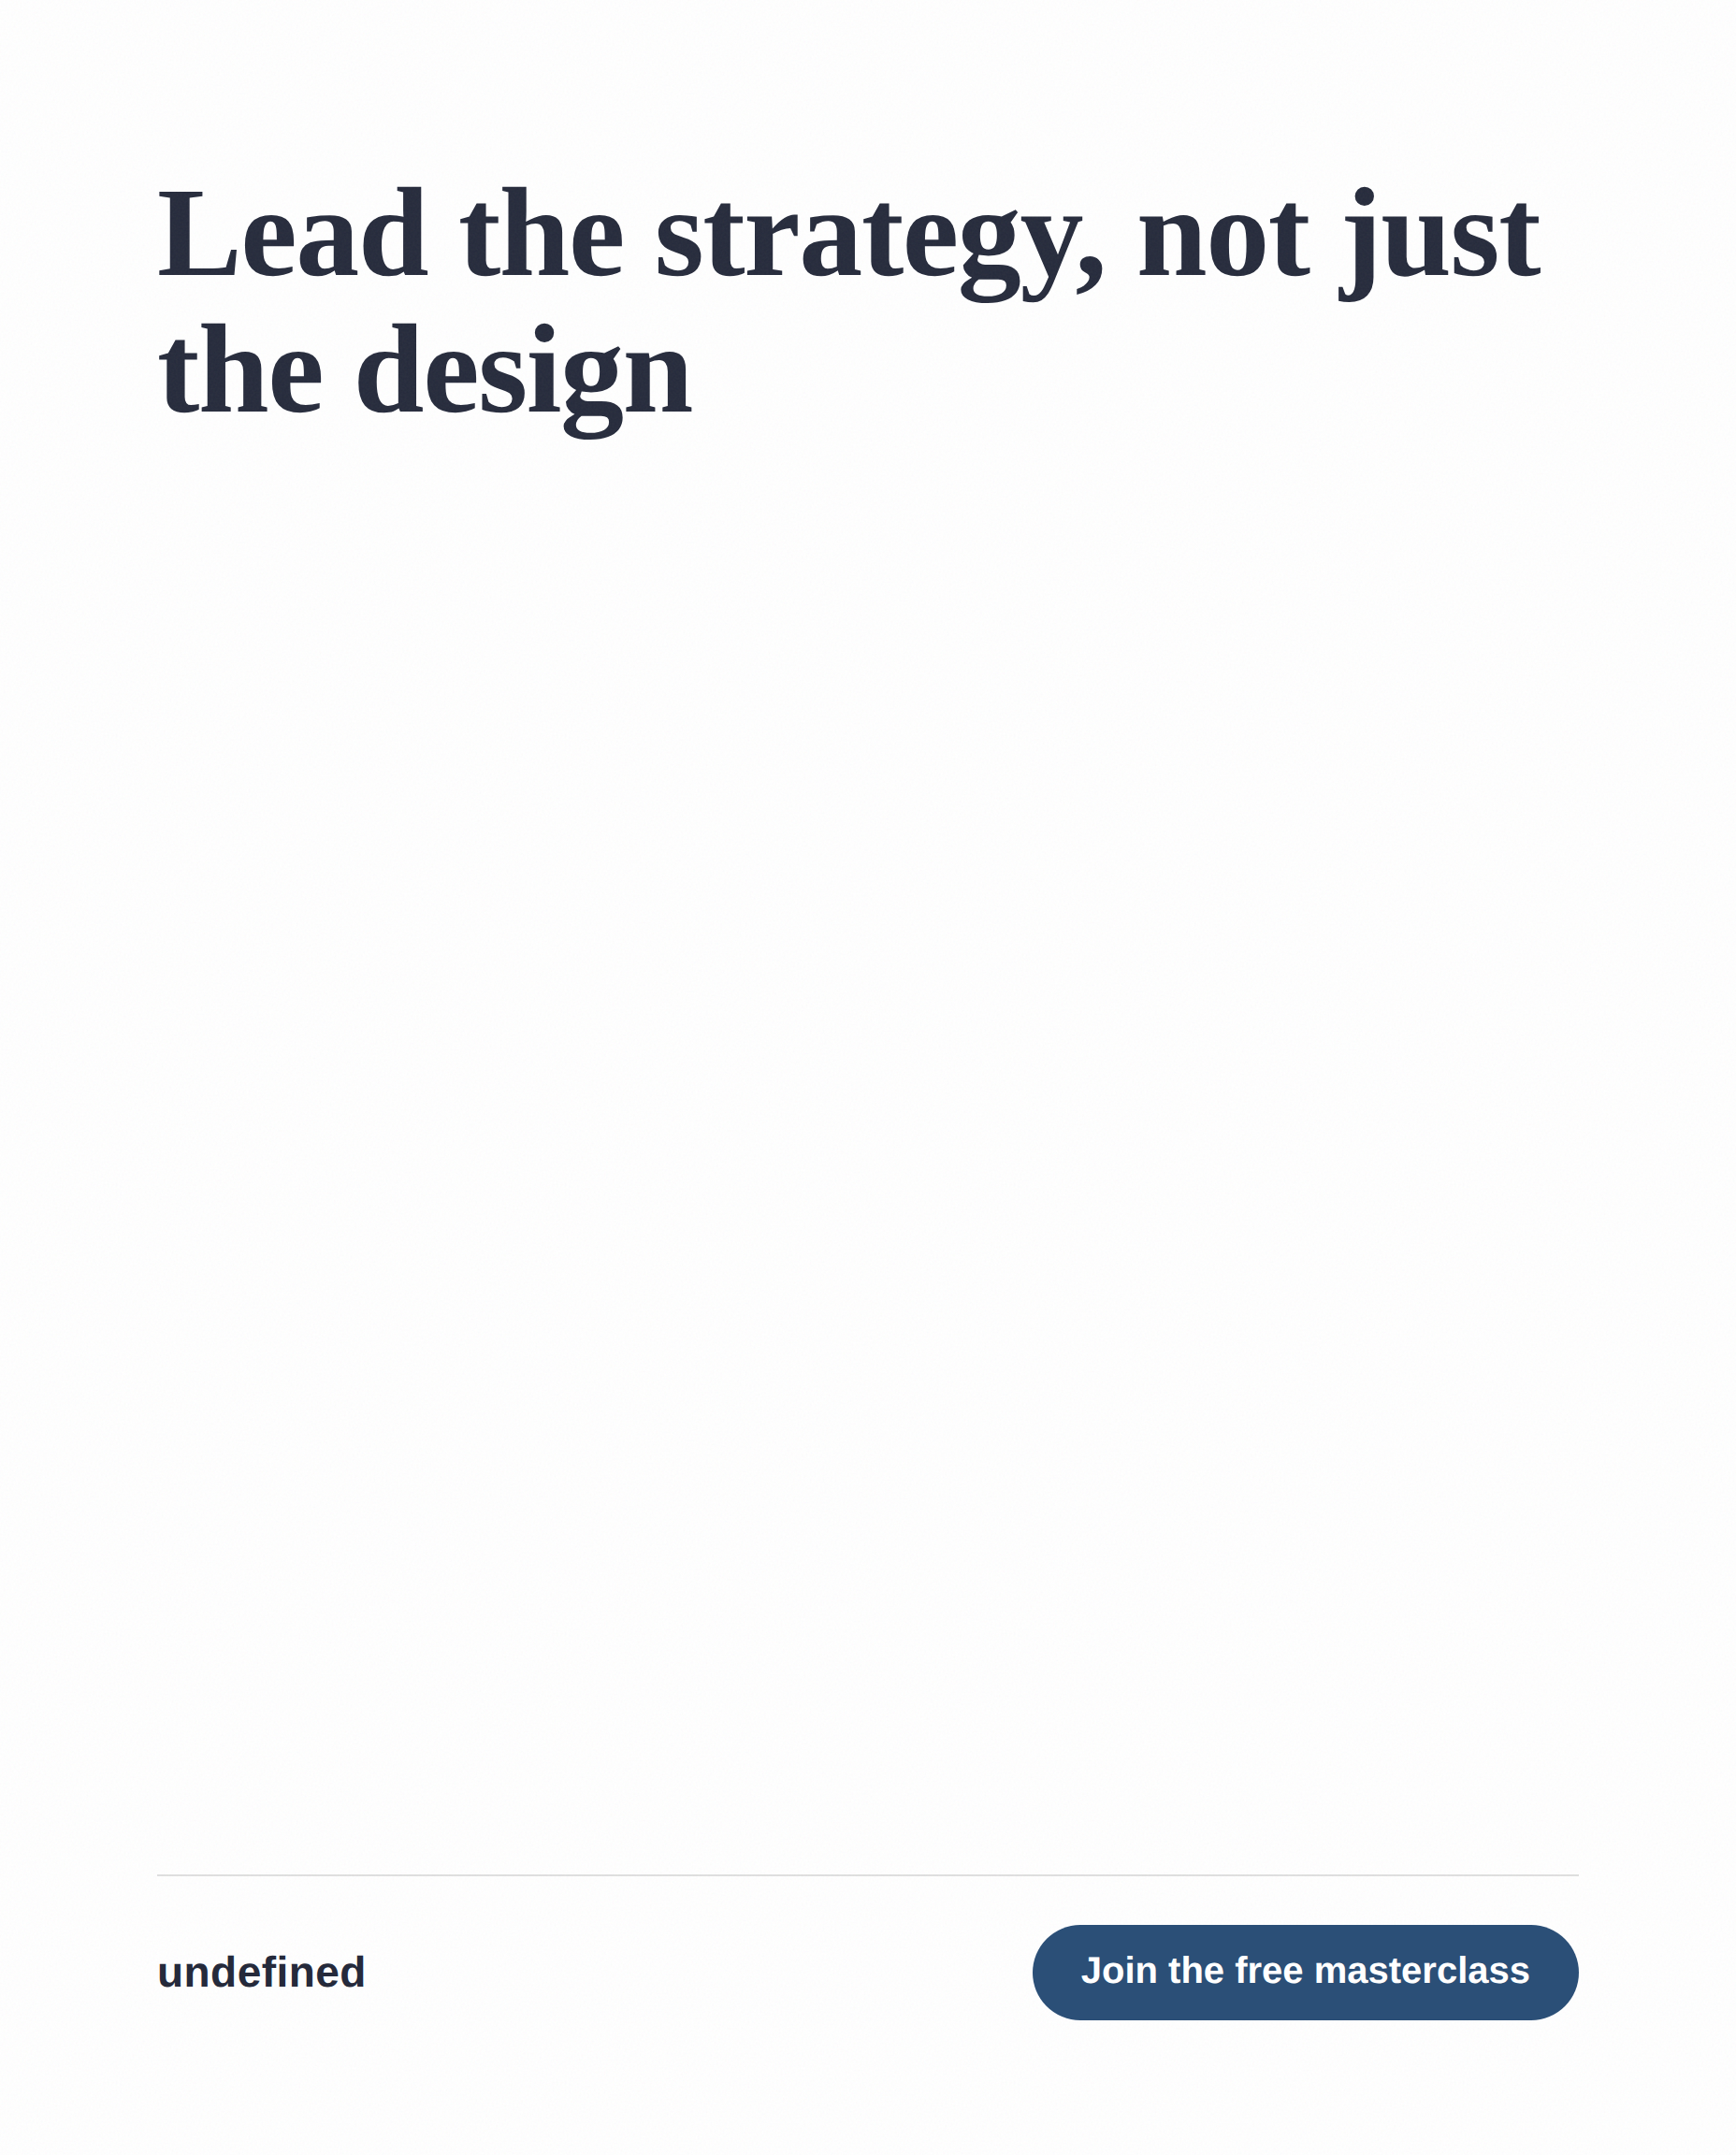 Lead the strategy, not just
the design
undefined
Join the free masterclass